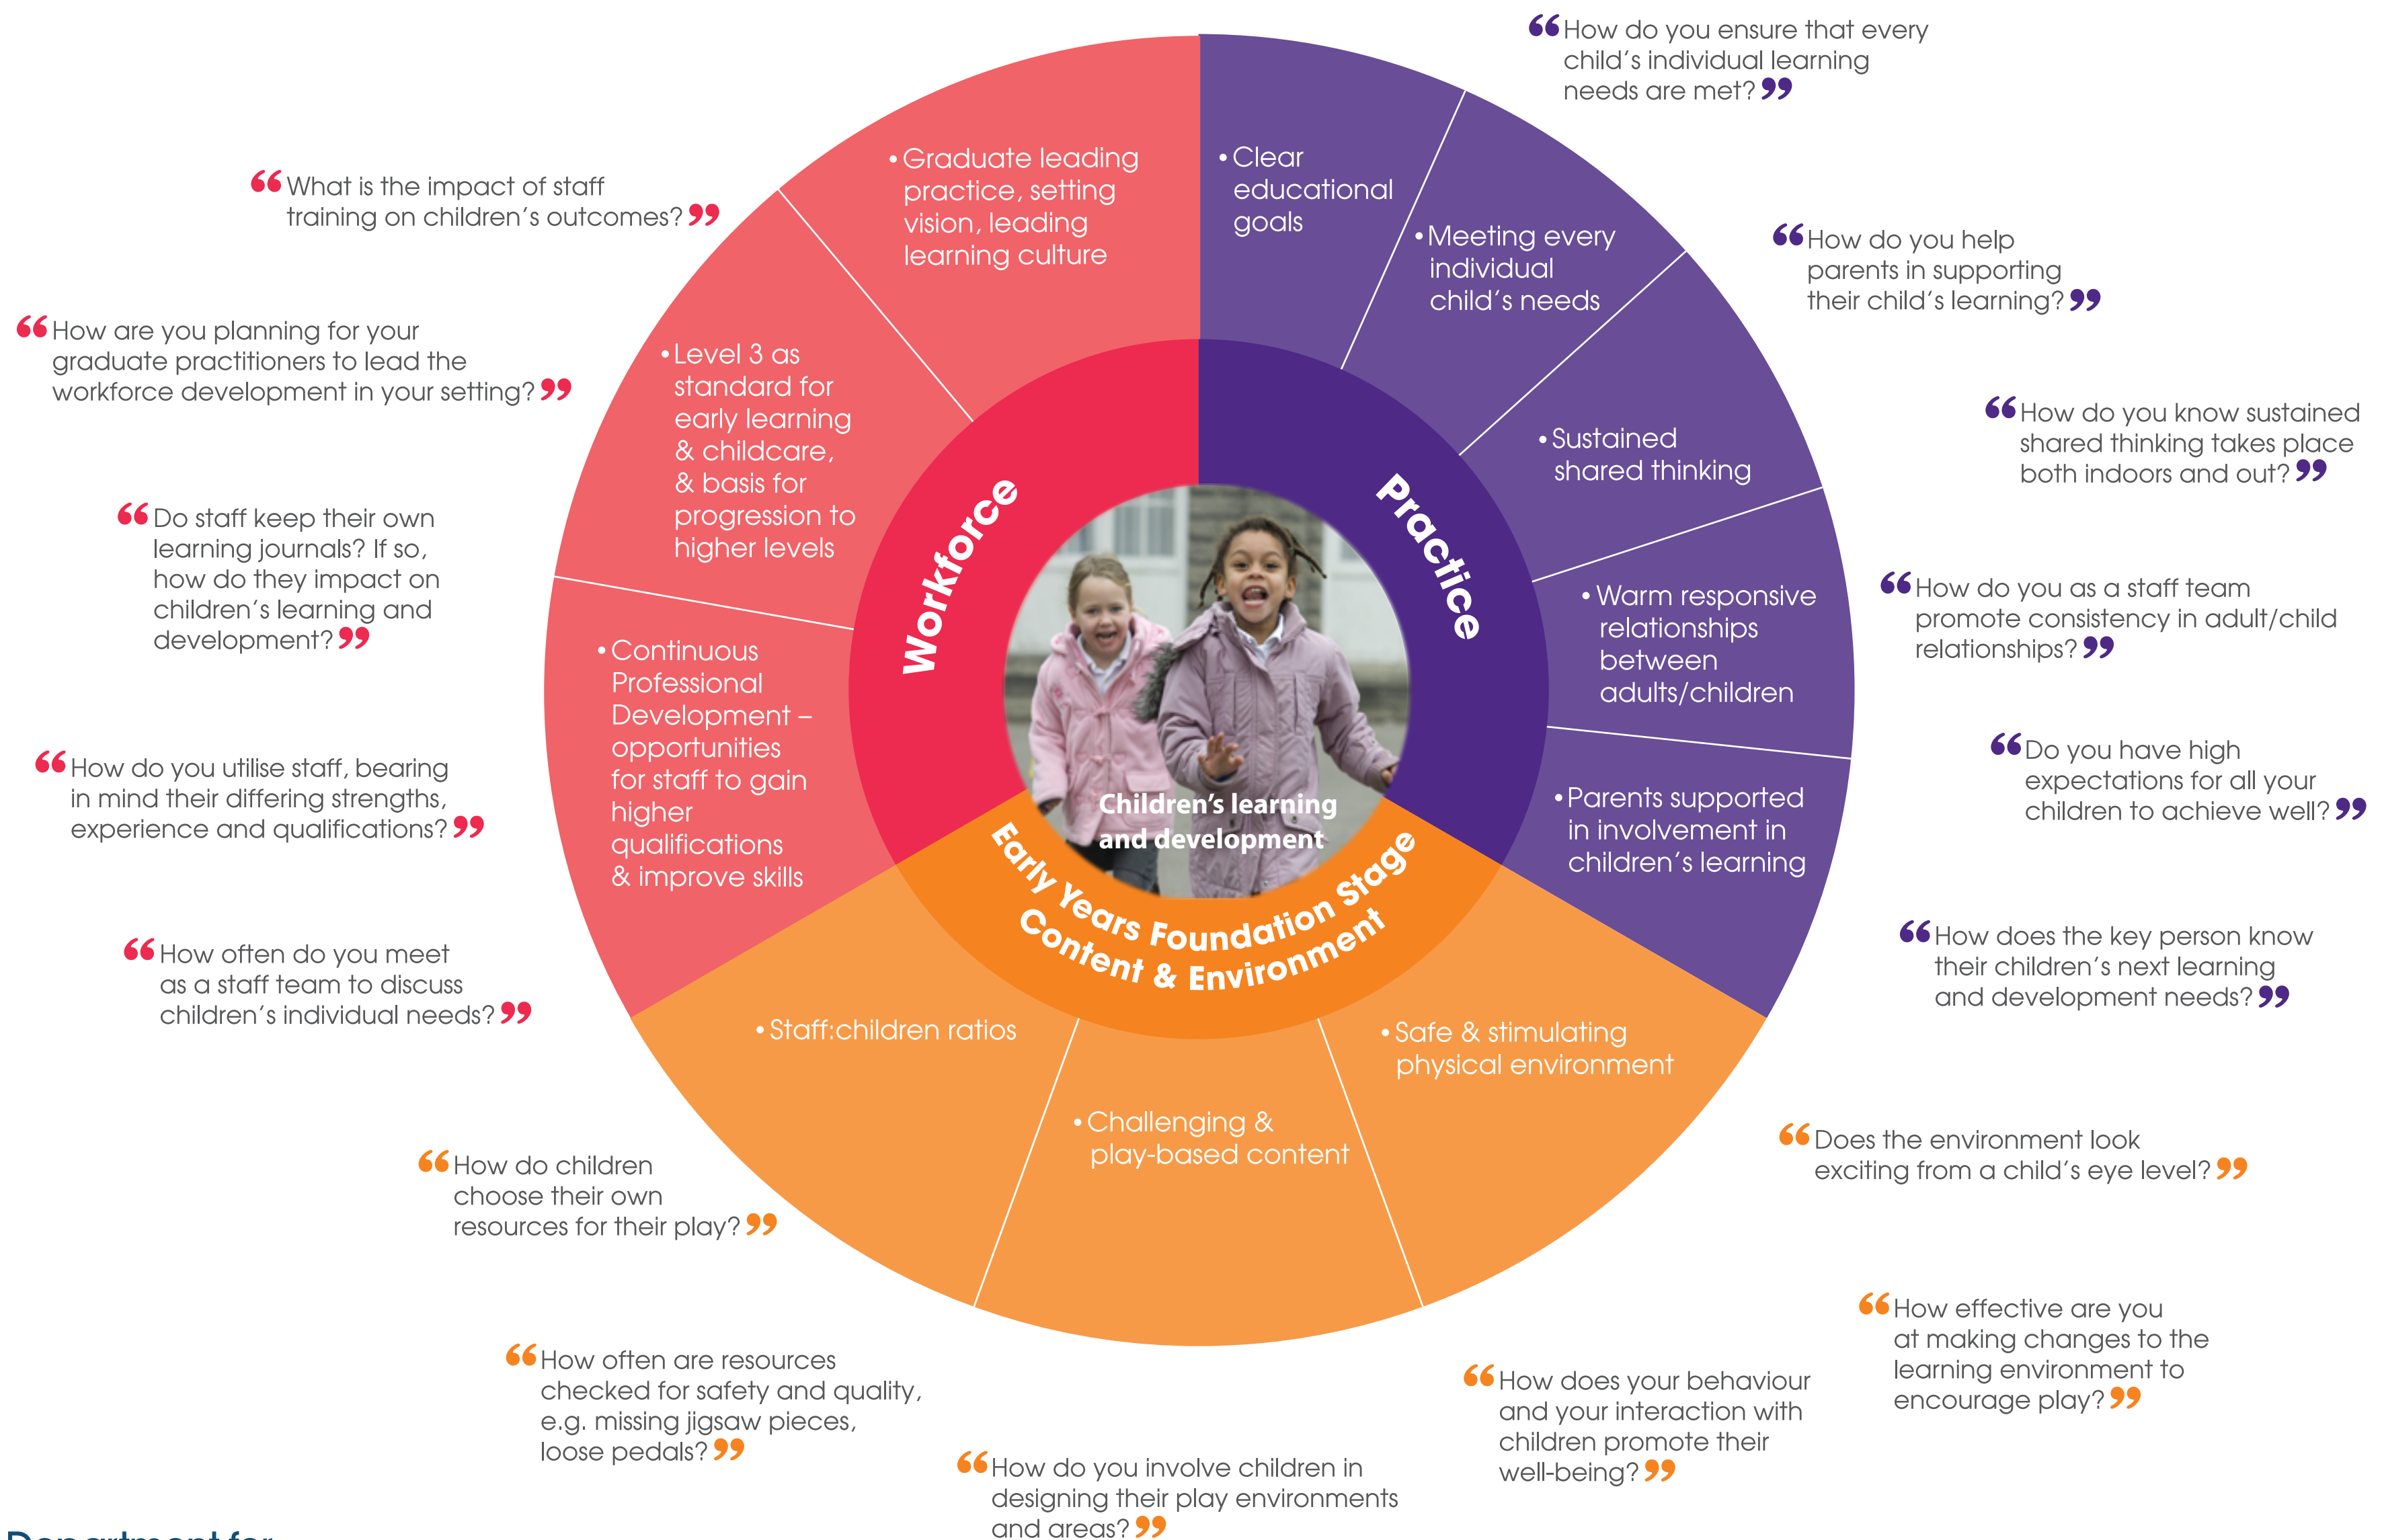 “How do you ensure that every
child’s individual learning
needs are met?”
“How do you help
parents in supporting
their child’s learning?”
“How do you know sustained
shared thinking takes place
both indoors and out?”
“How do you as a staff team
promote consistency in adult/child
relationships?”
“Do you have high
expectations for all your
children to achieve well?”
“How does the key person know
their children’s next learning
and development needs?”
“Does the environment look
exciting from a child’s eye level?”
“How effective are you
at making changes to the
learning environment to
encourage play?”
“How does your behaviour
and your interaction with
children promote their
well-being?”
“How do you involve children in
designing their play environments
and areas?”
“How often are resources
checked for safety and quality,
e.g. missing jigsaw pieces,
loose pedals?”
“How do children
choose their own
resources for their play?”
“How often do you meet
as a staff team to discuss
children’s individual needs?”
“How do you utilise staff, bearing
in mind their differing strengths,
experience and qualifications?”
“Do staff keep their own
learning journals? If so,
how do they impact on
children’s learning and
development?”
“How are you planning for your
graduate practitioners to lead the
workforce development in your setting?”
“What is the impact of staff
training on children’s outcomes?”
• Graduate leading
practice, setting
vision, leading
learning culture
• Level 3 as
standard for
early learning
& childcare,
& basis for
progression to
higher levels
• Continuous
Professional
Development –
opportunities
for staff to gain
higher
qualifications
& improve skills
• Clear
educational
goals
• Meeting every
individual
child’s needs
• Sustained
shared thinking
• Warm responsive
relationships
between
adults/children
• Parents supported
in involvement in
children’s learning
• Safe & stimulating
physical environment
• Challenging &
play-based content
• Staff:children ratios
Workforce
Practice
Early Years Foundation Stage
Content & Environment
Children’s learning
and development
Department for